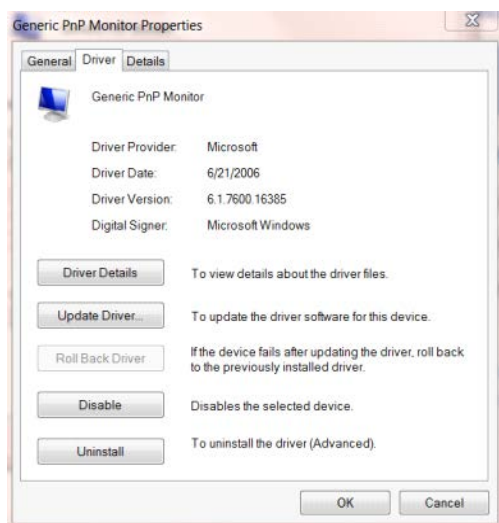 Generic PnP Monitor Properties
General Driver Details
Generic PnP Monitor
Driver Provider: Microsoft
Driver Date: 6/21/2006
Driver Version: 6.1.7600.16385
Digital Signer: Microsoft Windows
Driver Details To view details about the driver files.
Update Driver... To update the driver software for this device.
Roll Back Driver If the device fails after updating the driver, roll back
to the previously installed driver.
Disable Disables the selected device.
Uninstall To uninstall the driver (Advanced).
OK Cancel